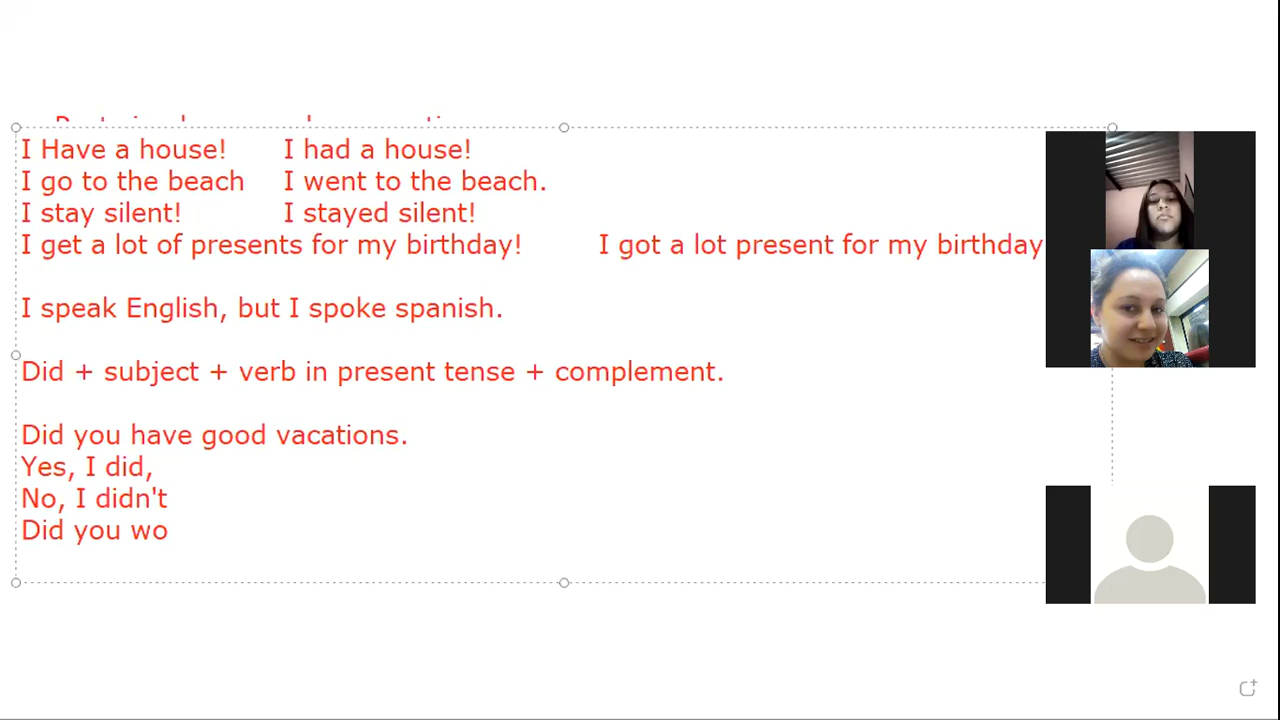 I Have a house! I had a house!
I go to the beach I went to the beach.
I stay silent! I stayed silent!
I get a lot of presents for my birthday! I got a lot present for my birthday
I speak English, but I spoke spanish.
Did + subject + verb in present tense + complement.
Did you have good vacations.
Yes, I did,
No, I didn't
Did you wo